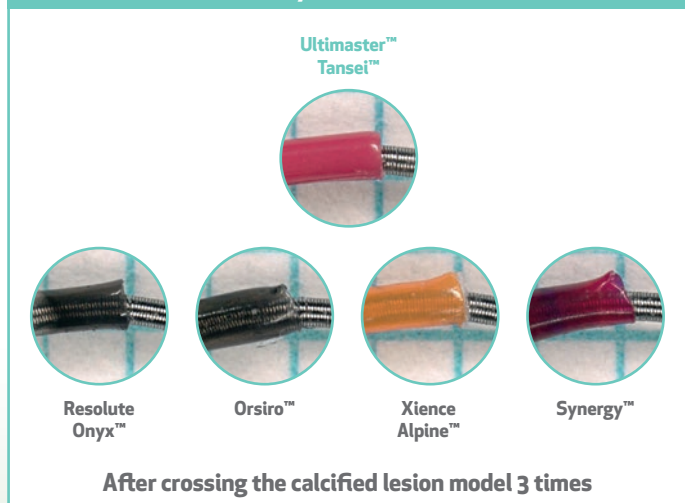 Ultimaster™
Tansei™
Resolute
Onyx™
Orsiro™
Xience
Alpine™
Synergy™
After crossing the calcified lesion model 3 times